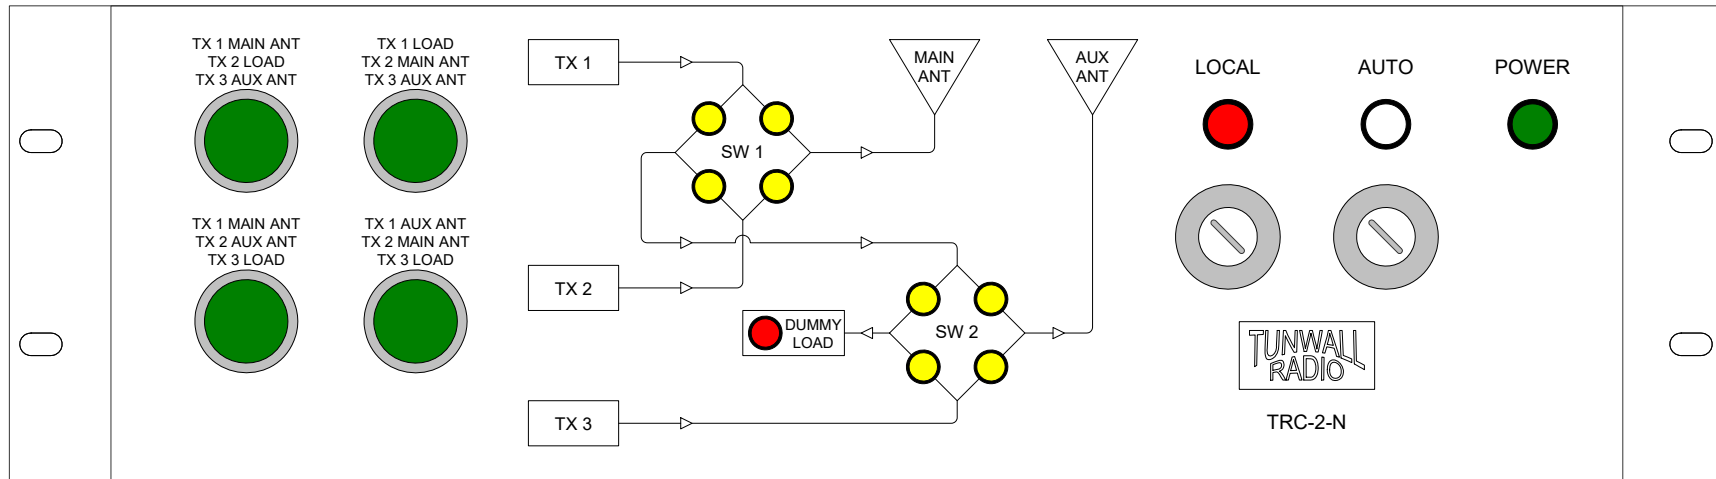 TX 1 MAIN ANT
TX 2 LOAD
TX 3 AUX ANT
TX 1 LOAD
TX 2 MAIN ANT
TX 3 AUX ANT
TX 1 MAIN ANT
TX 2 AUX ANT
TX 3 LOAD
TX 1 AUX ANT
TX 2 MAIN ANT
TX 3 LOAD
TX 1
MAIN
ANT
AUX
ANT
SW 1
TX 2
DUMMY
LOAD
SW 2
TX 3
LOCAL
AUTO
POWER
TUNWALL
RADIO
TRC-2-N